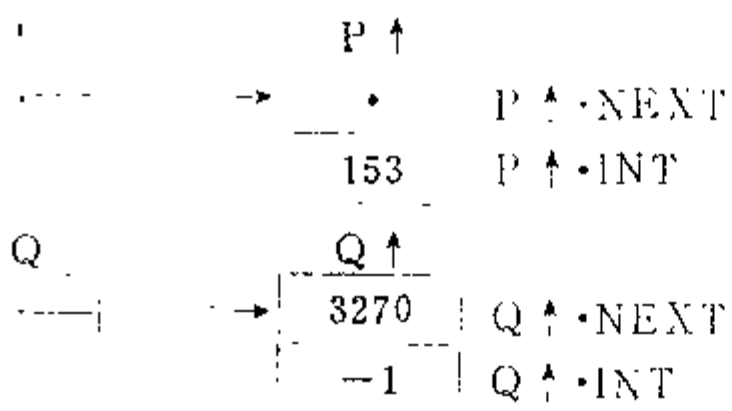 P ↑
• P ↑ •NEXT
153 P ↑ •INT
Q Q ↑
3270 Q ↑ •NEXT
−1 Q ↑ •INT